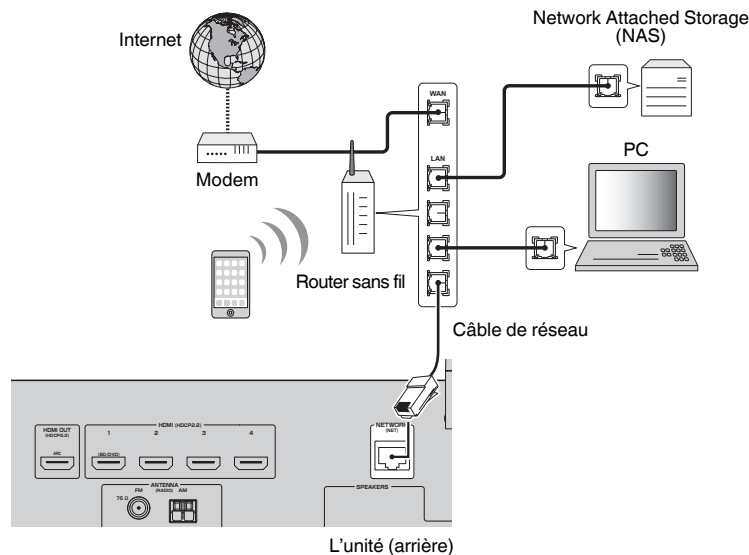 Network Attached Storage
(NAS)
Internet
WAN
LAN
PC
Modem
Router sans fil
Câble de réseau
HDMI OUT
(HDCP2.2)
ARC
HDMI (HDCP2.2)
1
2
3
4
(BD/DVD)
NETWORK
(NET)
ANTENNA
(RADIO)
FM
AM
75 Ω
SPEAKERS
L'unité (arrière)